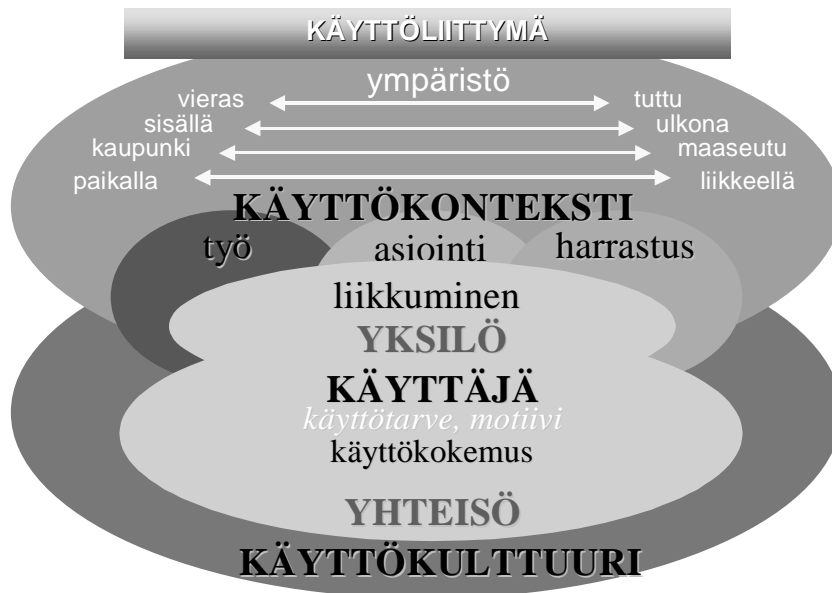 KÄYTTÖLIITTYMÄ
ympäristö
vieras tuttu
sisällä ulkona
kaupunki maaseutu
paikalla liikkeellä
KÄYTTÖKONTEKSTI
työ asiointi harrastus
liikkuminen
YKSILÖ
KÄYTTÄJÄ
käyttötarve, motiivi
käyttökokemus
YHTEISÖ
KÄYTTÖKULTTUURI